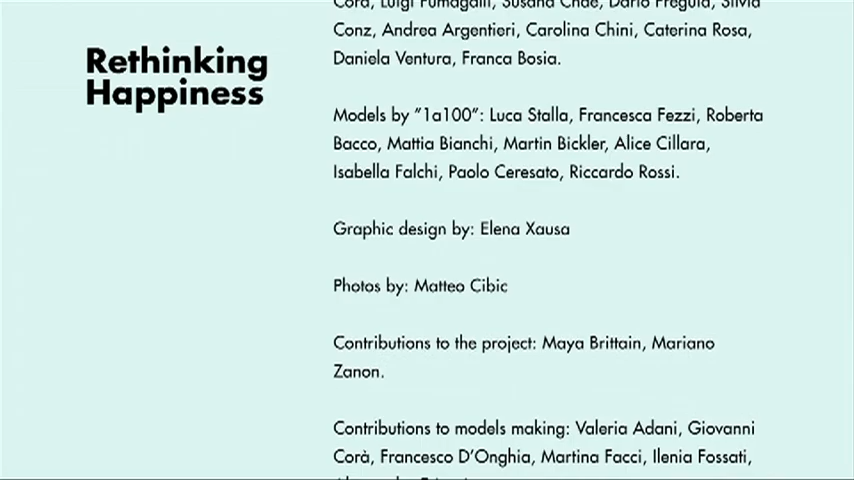 Rethinking
Happiness
Corà, Luigi Fumagalli, Susana Chae, Dario Freguia, Silvia
Conz, Andrea Argentieri, Carolina Chini, Caterina Rosa,
Daniela Ventura, Franca Bosia.
Models by "1a100": Luca Stalla, Francesca Fezzi, Roberta
Bacco, Mattia Bianchi, Martin Bickler, Alice Cillara,
Isabella Falchi, Paolo Ceresato, Riccardo Rossi.
Graphic design by: Elena Xausa
Photos by: Matteo Cibic
Contributions to the project: Maya Brittain, Mariano
Zanon.
Contributions to models making: Valeria Adani, Giovanni
Corà, Francesco D'Onghia, Martina Facci, Ilenia Fossati,